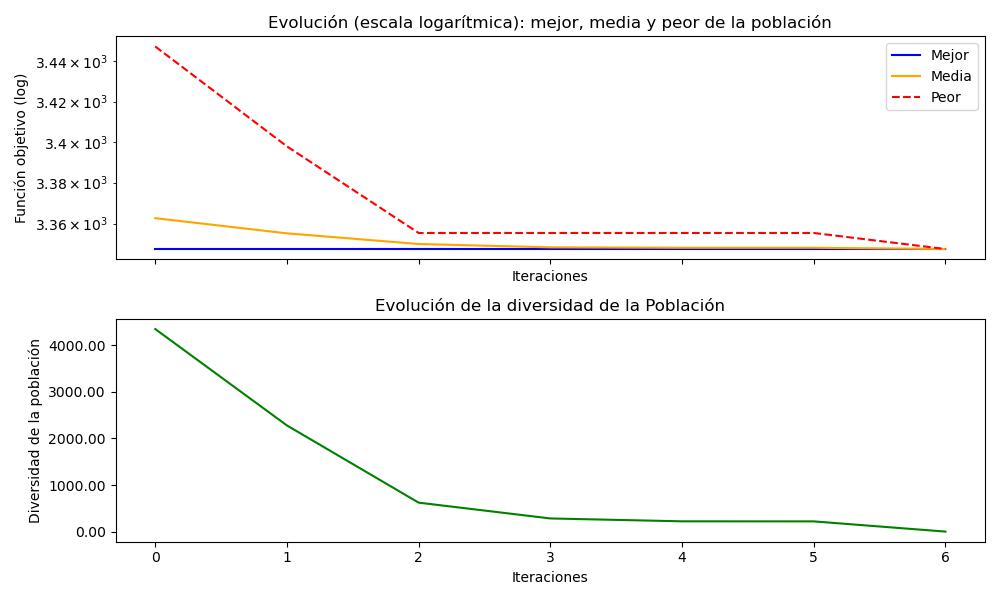 Evolución (escala logarítmica): mejor, media y peor de la población
Función objetivo (log)
3.44 × 10³
3.42 × 10³
3.4 × 10³
3.38 × 10³
3.36 × 10³
Mejor
Media
Peor
Iteraciones
Evolución de la diversidad de la Población
Diversidad de la población
4000.00
3000.00
2000.00
1000.00
0.00
0 1 2 3 4 5 6
Iteraciones